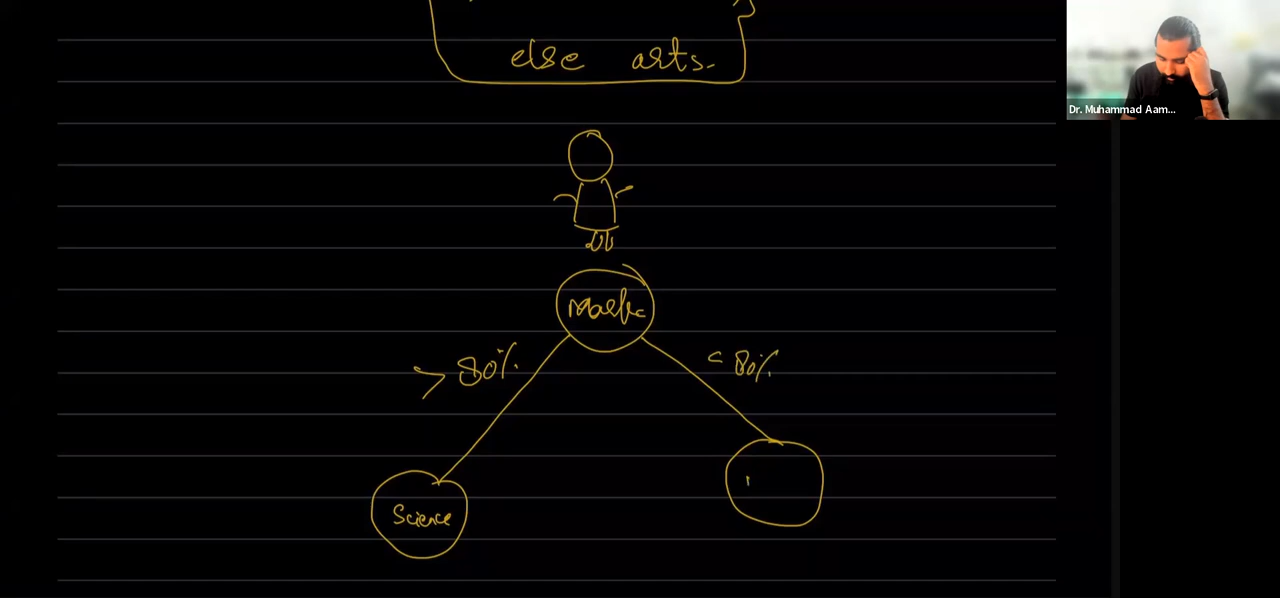 else arts.
Dr. Muhammad Aam...
Marks
> 80%
< 80%
Science